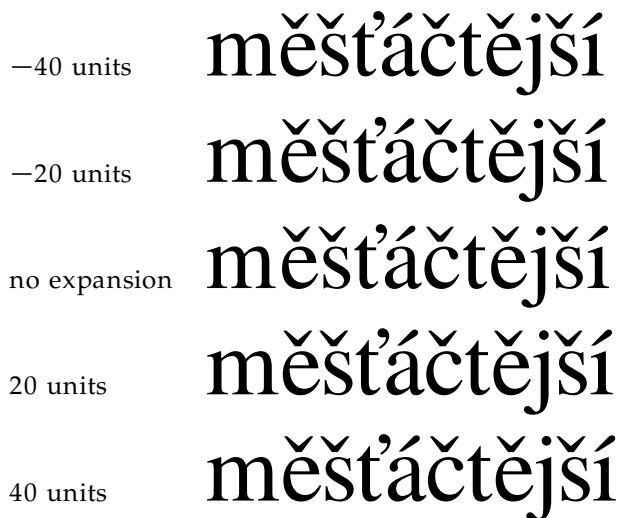 −40 units měšťáčtější
−20 units měšťáčtější
no expansion měšťáčtější
20 units měšťáčtější
40 units měšťáčtější